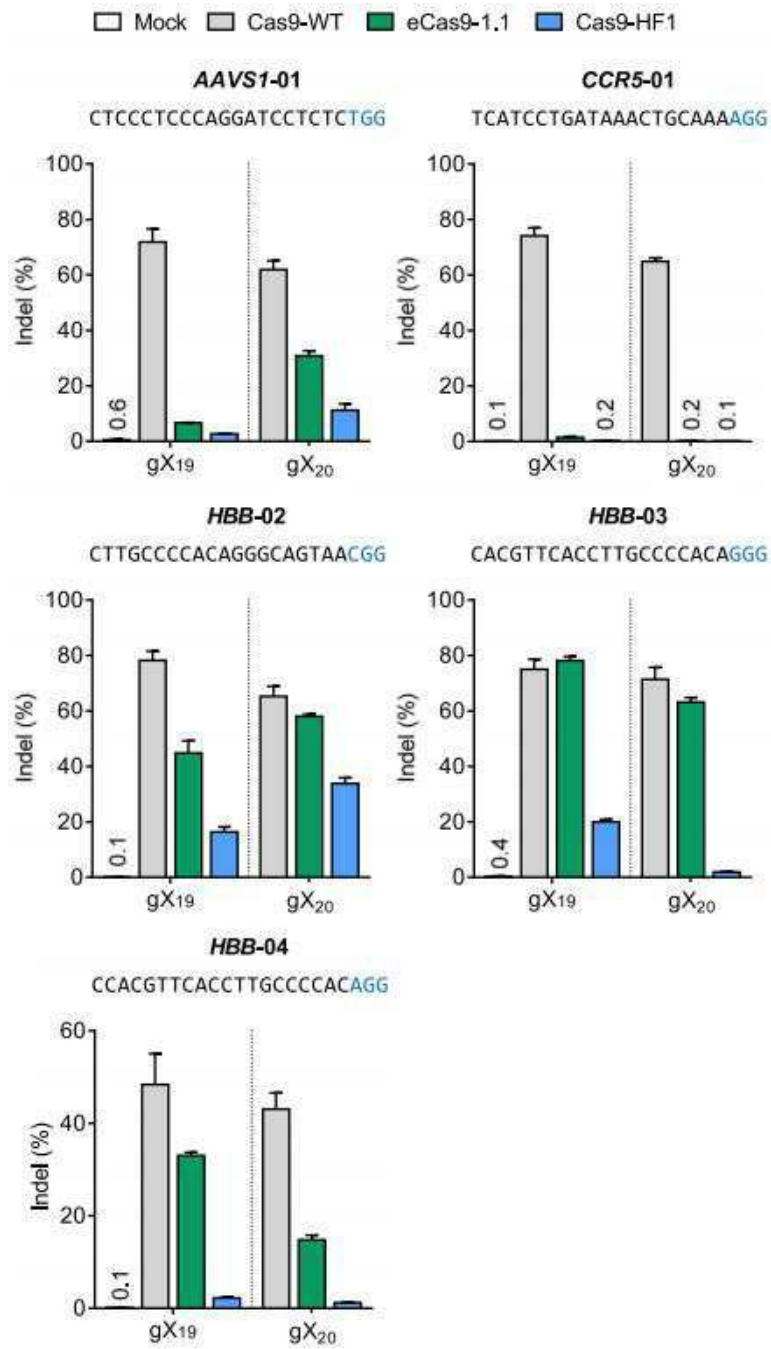 Mock Cas9-WT eCas9-1.1 Cas9-HF1
AAVS1-01
CTCCCTCCCAGGATCCTCTCTGG
100
80
60
40
20
0
Indel (%)
0.6
gX19
gX20
CCR5-01
TCATCCTGATAAACTGCAAAAGG
100
80
60
40
20
0
Indel (%)
0.1
0.2
0.2
0.1
gX19
gX20
HBB-02
CTTGCCCCACAGGGCAGTAACGG
100
80
60
40
20
0
Indel (%)
0.1
gX19
gX20
HBB-03
CACGTTCACCTTGCCCCACAGGG
100
80
60
40
20
0
Indel (%)
0.4
gX19
gX20
HBB-04
CCACGTTCACCTTGCCCCACAGG
60
40
20
0
Indel (%)
0.1
gX19
gX20